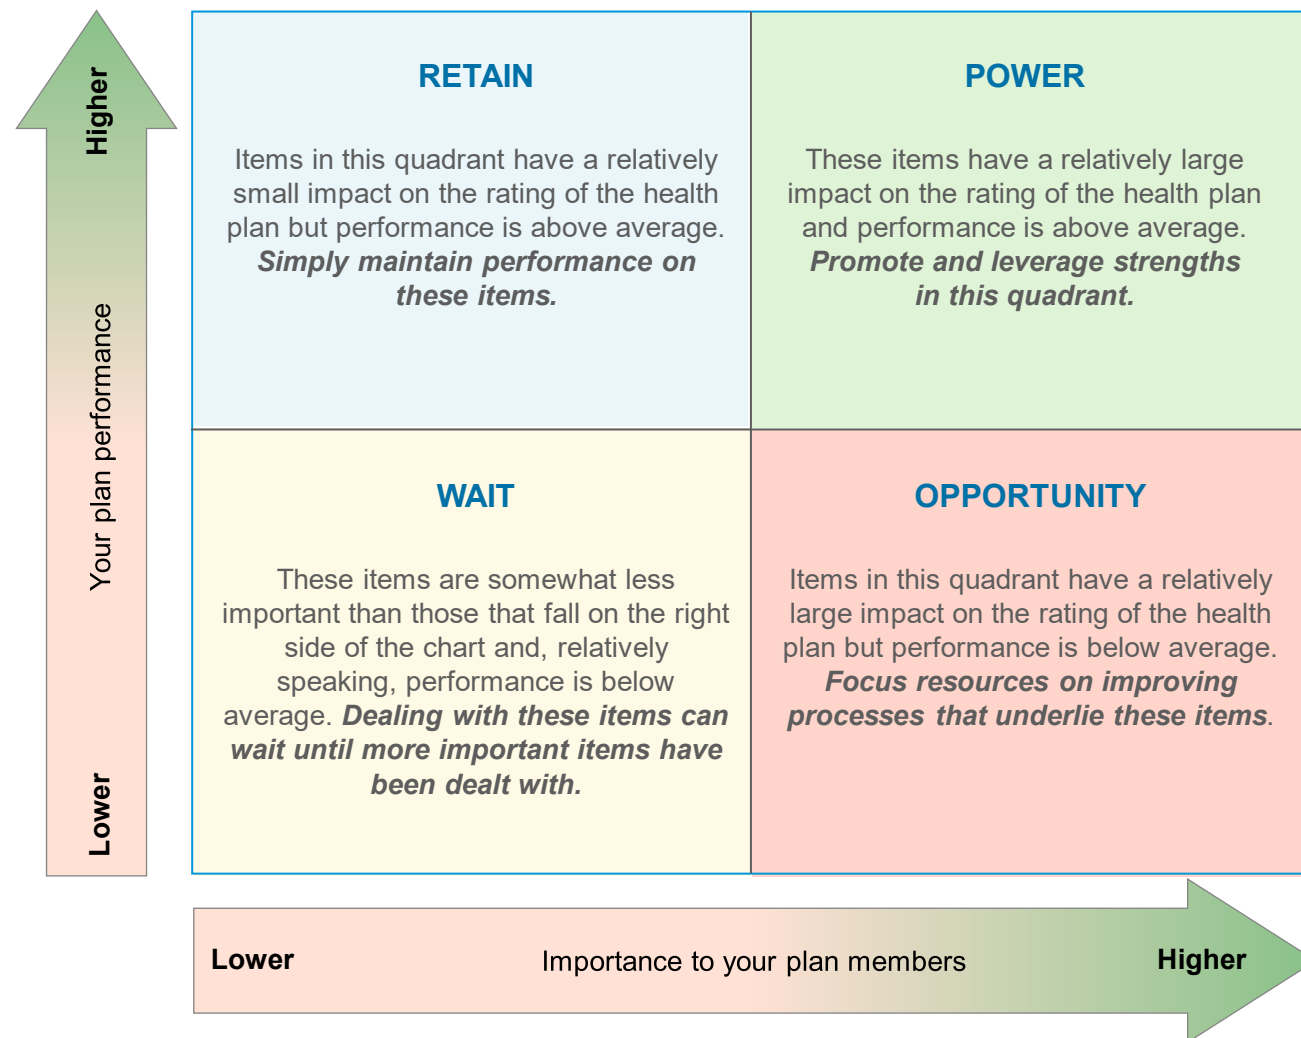 Higher
Your plan performance
Lower
RETAIN
Items in this quadrant have a relatively
small impact on the rating of the health
plan but performance is above average.
Simply maintain performance on
these items.
POWER
These items have a relatively large
impact on the rating of the health plan
and performance is above average.
Promote and leverage strengths
in this quadrant.
WAIT
These items are somewhat less
important than those that fall on the right
side of the chart and, relatively
speaking, performance is below
average. Dealing with these items can
wait until more important items have
been dealt with.
OPPORTUNITY
Items in this quadrant have a relatively
large impact on the rating of the health
plan but performance is below average.
Focus resources on improving
processes that underlie these items.
Lower
Importance to your plan members
Higher